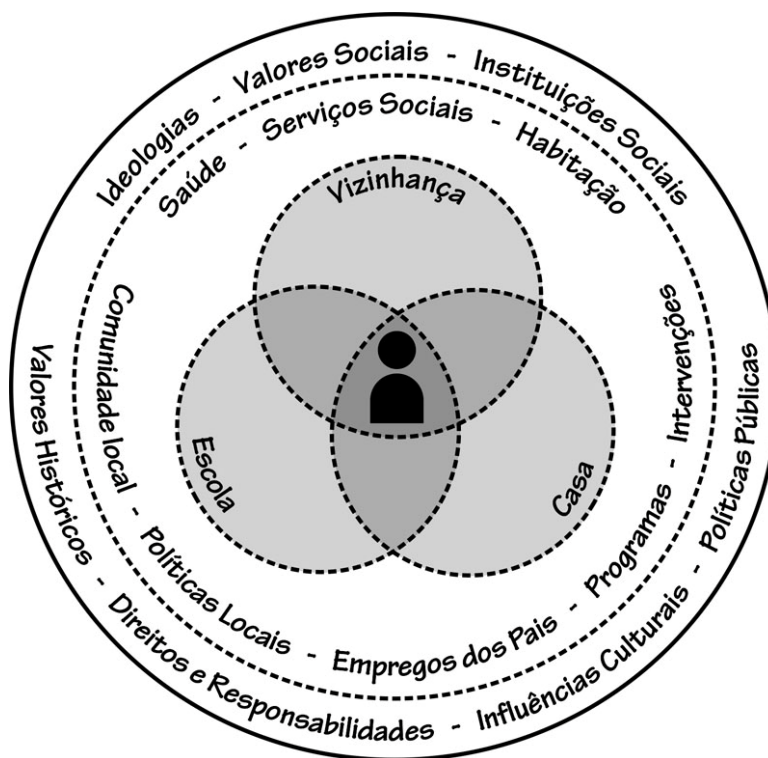 Ideologias - Valores Sociais - Instituições Sociais
Saúde - Serviços Sociais - Habitação
Vizinhança
Escola
Casa
Comunidade local - Políticas Locais - Empregos dos Pais - Programas - Intervenções
Valores Históricos - Direitos e Responsabilidades - Influências Culturais - Políticas Públicas